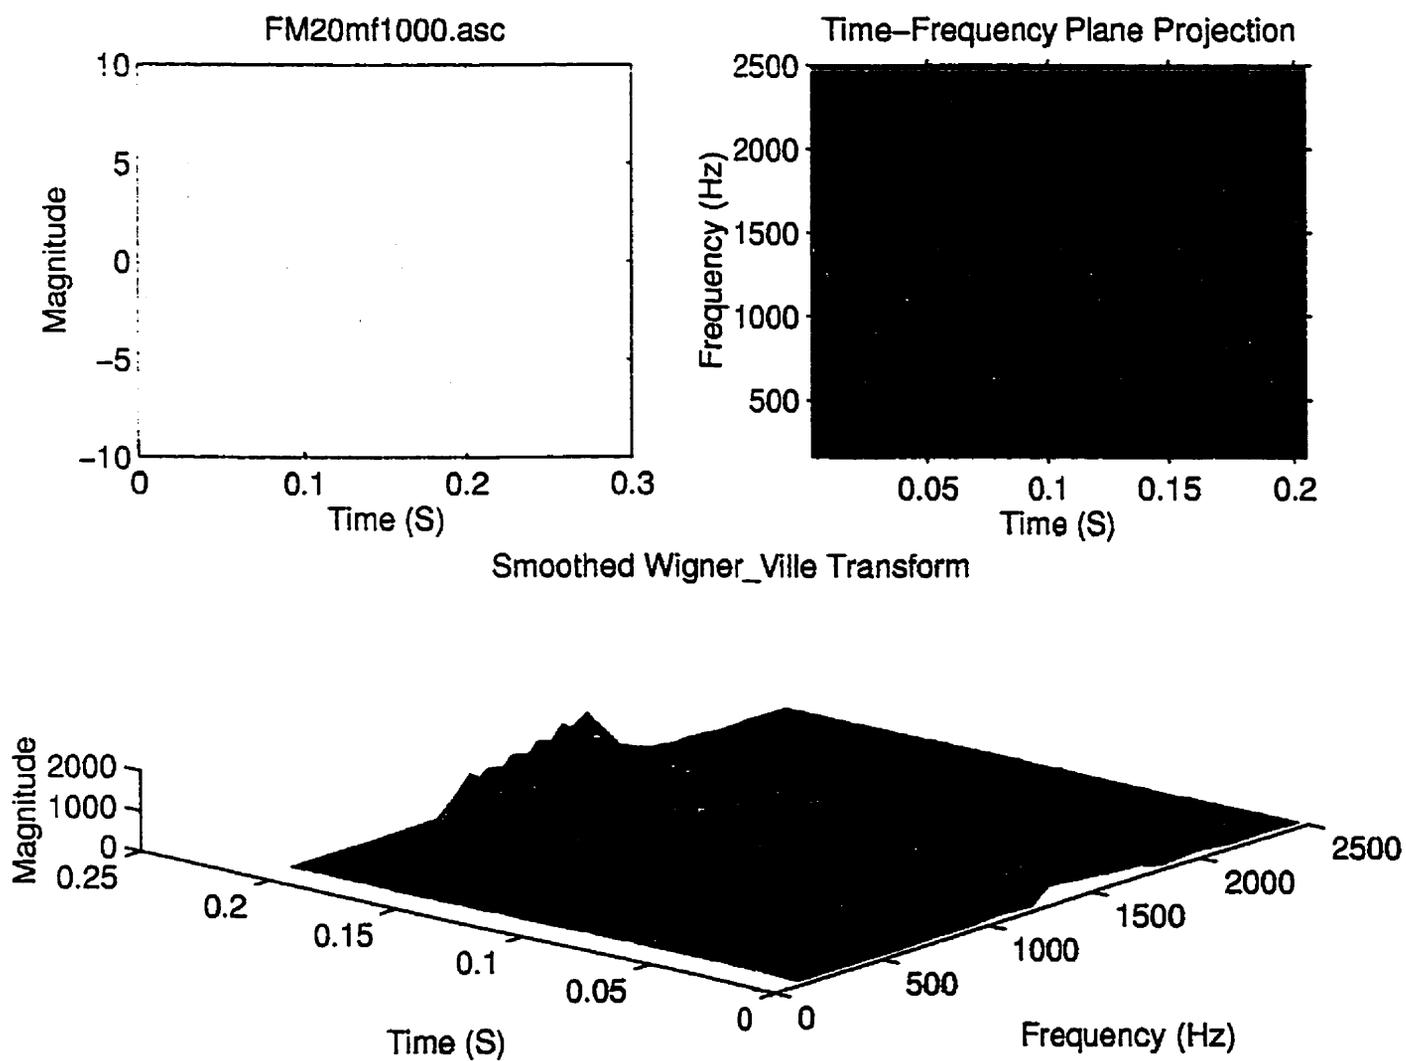 FM20mf1000.asc
10
5
0
−5
−10
Magnitude
0 0.1 0.2 0.3
Time (S)
Time−Frequency Plane Projection
2500
2000
1500
1000
500
Frequency (Hz)
0.05 0.1 0.15 0.2
Time (S)
Smoothed Wigner_Ville Transform
2000
1000
0
Magnitude
0.25
0.2
0.15
0.1
0.05
0
Time (S)
0
500
1000
1500
2000
2500
Frequency (Hz)